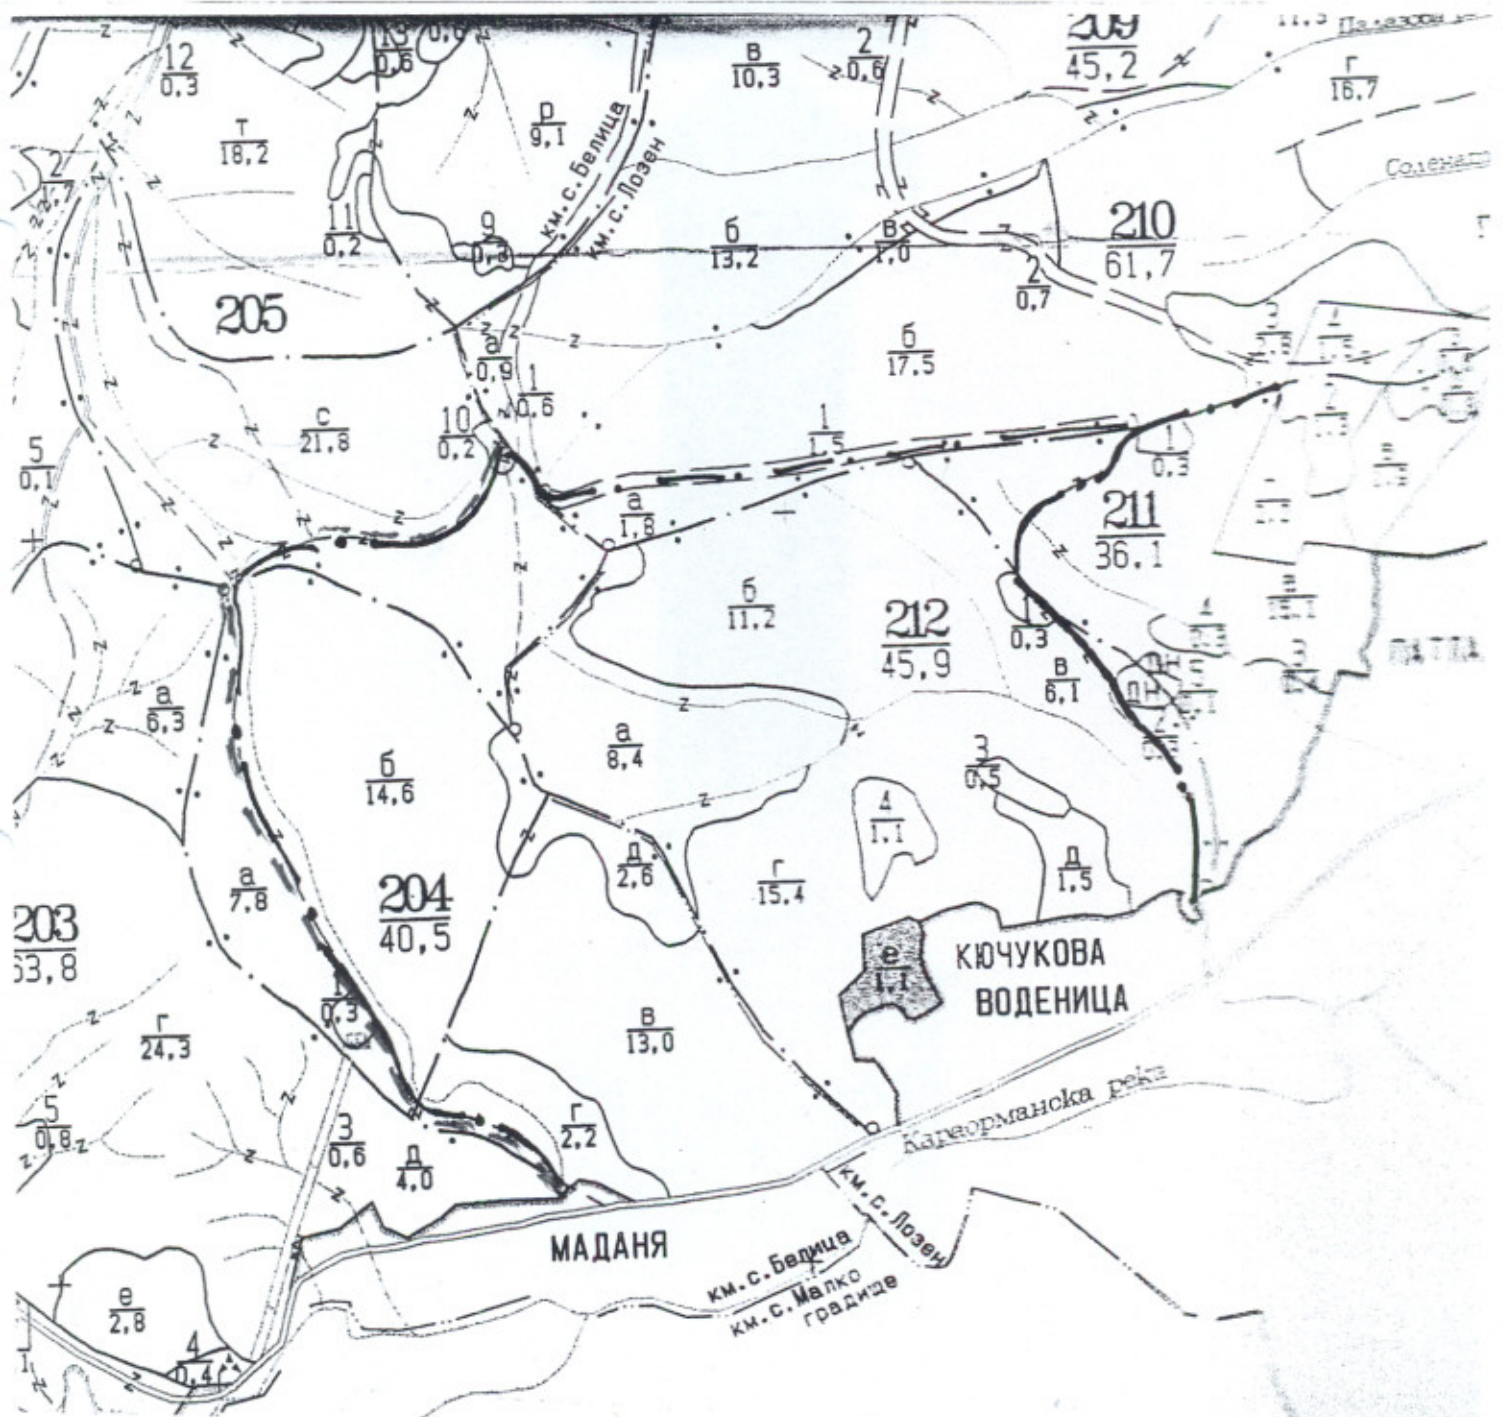 209
45,2
13
0,6
12
0,3
в
10,3
2
0,6
г
16,7
т
18,2
р
9,1
км.с.Белица
км.с.Лозен
2
11
0,2
9
б
13,2
в
1,0
210
61,7
2
0,7
205
а
0,9
1
0,6
б
17.5
с
21,8
10
0,2
5
0,1
1
1,5
1
0,3
а
1,8
211
36,1
б
11,2
212
45,9
1
0,3
в
6,1
а
6,3
б
14,6
а
8,4
3
0,5
4
1,1
д
2,6
г
15,4
д
1,5
а
7,8
204
40,5
203
63,8
е
1,1
КЮЧУКОВА
ВОДЕНИЦА
1
0,3
г
24,3
в
13,0
Караорманска река
5
0,8
3
0,6
д
4,0
г
2,2
МАДАНЯ
км.с.Лозен
км.с.Белица
км.с.Малко
градище
е
2,8
4
0,4
1